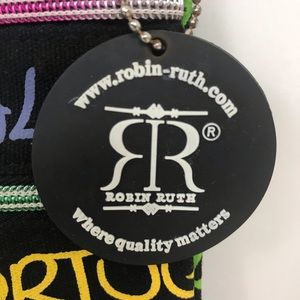 www.robin-ruth.com
RR®
ROBIN RUTH
where quality matters